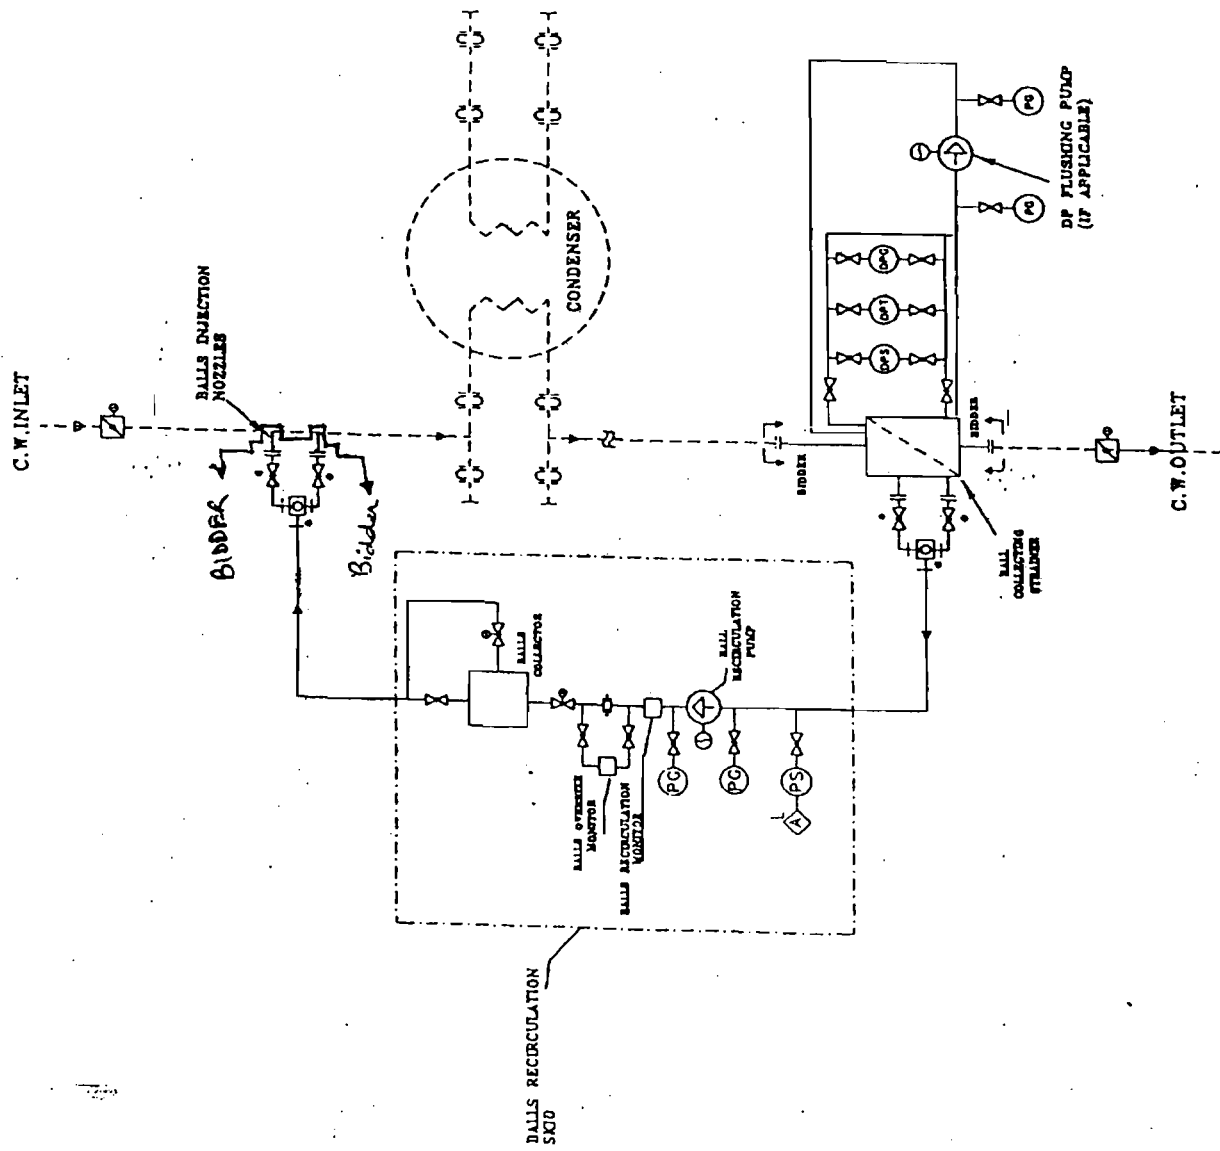 C.W.INLET
BALLS INJECTION
NOZZLES
BIDDER
Bidder
CONDENSER
BALLS
COLLECTOR
BALLS OVERSIZE
MONITOR
BALLS RECIRCULATION
MONITOR
BALL
RECIRCULATION
PUMP
PG
PG
PS
A
L
BALLS RECIRCULATION
SKID
BIDDER
BIDDER
BALL
COLLECTING
STRAINER
DPS
DPT
DPG
PG
PG
DP FLUSHING PUMP
(IF APPLICABLE)
C.W.OUTLET